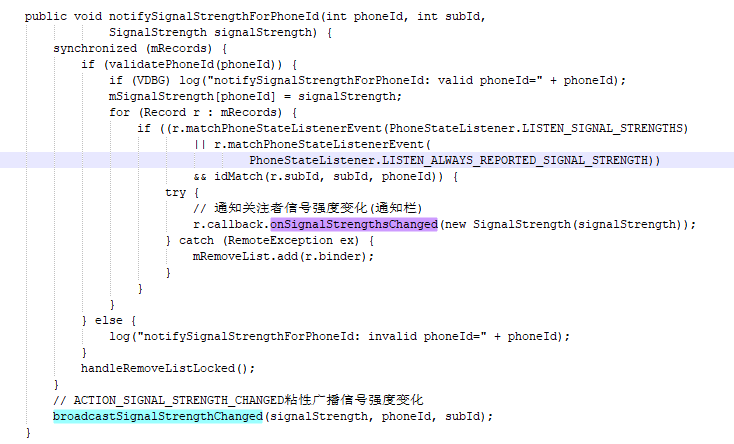 public void notifySignalStrengthForPhoneId(int phoneId, int subId,
SignalStrength signalStrength) {
synchronized (mRecords) {
if (validatePhoneId(phoneId)) {
if (VDBG) log("notifySignalStrengthForPhoneId: valid phoneId=" + phoneId);
mSignalStrength[phoneId] = signalStrength;
for (Record r : mRecords) {
if ((r.matchPhoneStateListenerEvent(PhoneStateListener.LISTEN_SIGNAL_STRENGTHS)
|| r.matchPhoneStateListenerEvent(
PhoneStateListener.LISTEN_ALWAYS_REPORTED_SIGNAL_STRENGTH))
&& idMatch(r.subId, subId, phoneId)) {
try {
// 通知关注者信号强度变化(通知栏)
r.callback.onSignalStrengthsChanged(new SignalStrength(signalStrength));
} catch (RemoteException ex) {
mRemoveList.add(r.binder);
}
}
}
} else {
log("notifySignalStrengthForPhoneId: invalid phoneId=" + phoneId);
}
handleRemoveListLocked();
}
// ACTION_SIGNAL_STRENGTH_CHANGED粘性广播信号强度变化
broadcastSignalStrengthChanged(signalStrength, phoneId, subId);
}